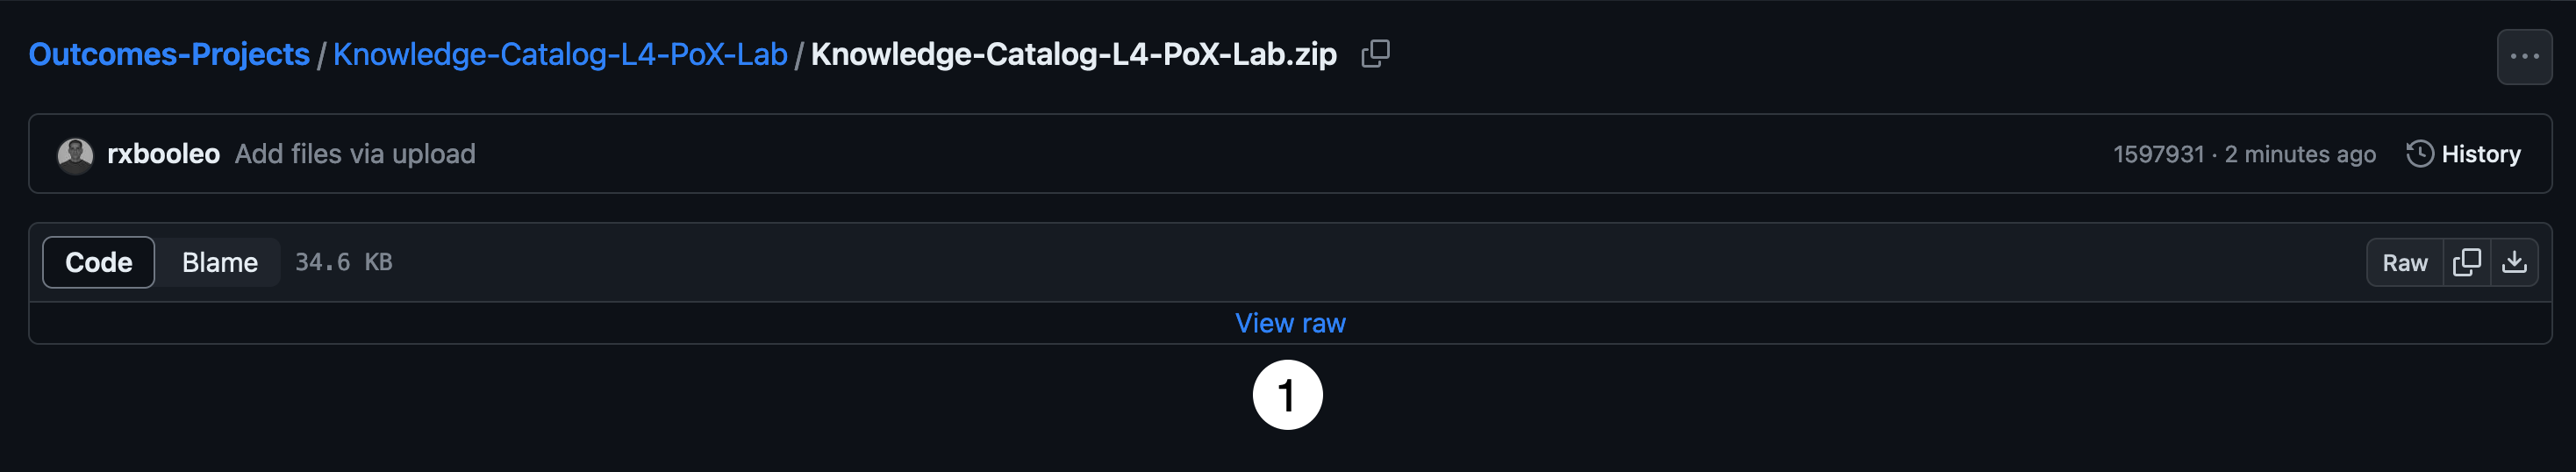 Outcomes-Projects / Knowledge-Catalog-L4-PoX-Lab / Knowledge-Catalog-L4-PoX-Lab.zip
rxbooleo Add files via upload 1597931 · 2 minutes ago History
Code Blame 34.6 KB Raw
View raw
1